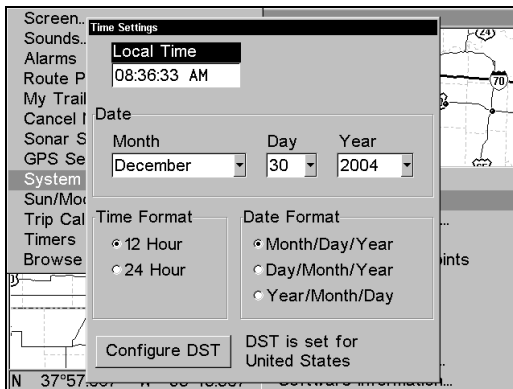 Screen..
Sounds..
Alarms
Route P
My Trail
Cancel
Sonar S
GPS Se
System
Sun/Moo
Trip Cal
Timers
Browse
Time Settings
Local Time
08:36:33 AM
Date
Month Day Year
December 30 2004
Time Format
12 Hour
24 Hour
Date Format
Month/Day/Year
Day/Month/Year
Year/Month/Day
Configure DST
DST is set for
United States
24
70
oints
N 37°57